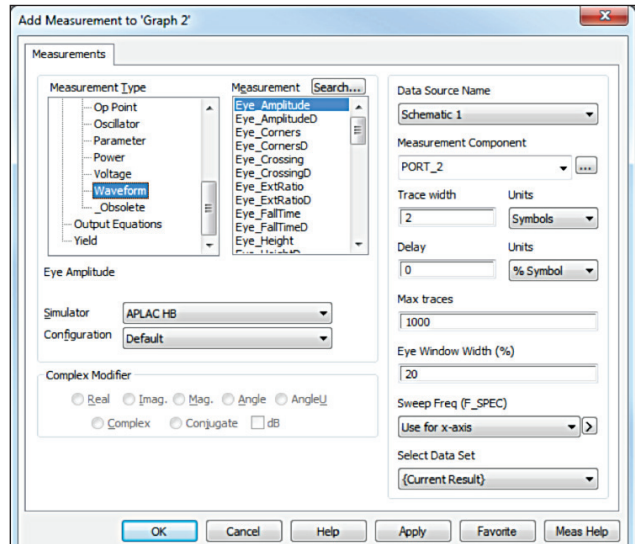 Add Measurement to 'Graph 2'
Measurements
Measurement Type
Op Point
Oscillator
Parameter
Power
Voltage
Waveform
_Obsolete
Output Equations
Yield
Measurement
Search...
Eye_Amplitude
Eye_AmplitudeD
Eye_Corners
Eye_CornersD
Eye_Crossing
Eye_CrossingD
Eye_ExtRatio
Eye_ExtRatioD
Eye_FallTime
Eye_FallTimeD
Eye_Height
Eye_HeightD
Eye Amplitude
Simulator
APLAC HB
Configuration
Default
Complex Modifier
Real Imag. Mag. Angle AngleU
Complex Conjugate dB
Data Source Name
Schematic 1
Measurement Component
PORT_2
...
Trace width Units
2 Symbols
Delay Units
0 % Symbol
Max traces
1000
Eye Window Width (%)
20
Sweep Freq (F_SPEC)
Use for x-axis
>
Select Data Set
{Current Result}
OK Cancel Help Apply Favorite Meas Help